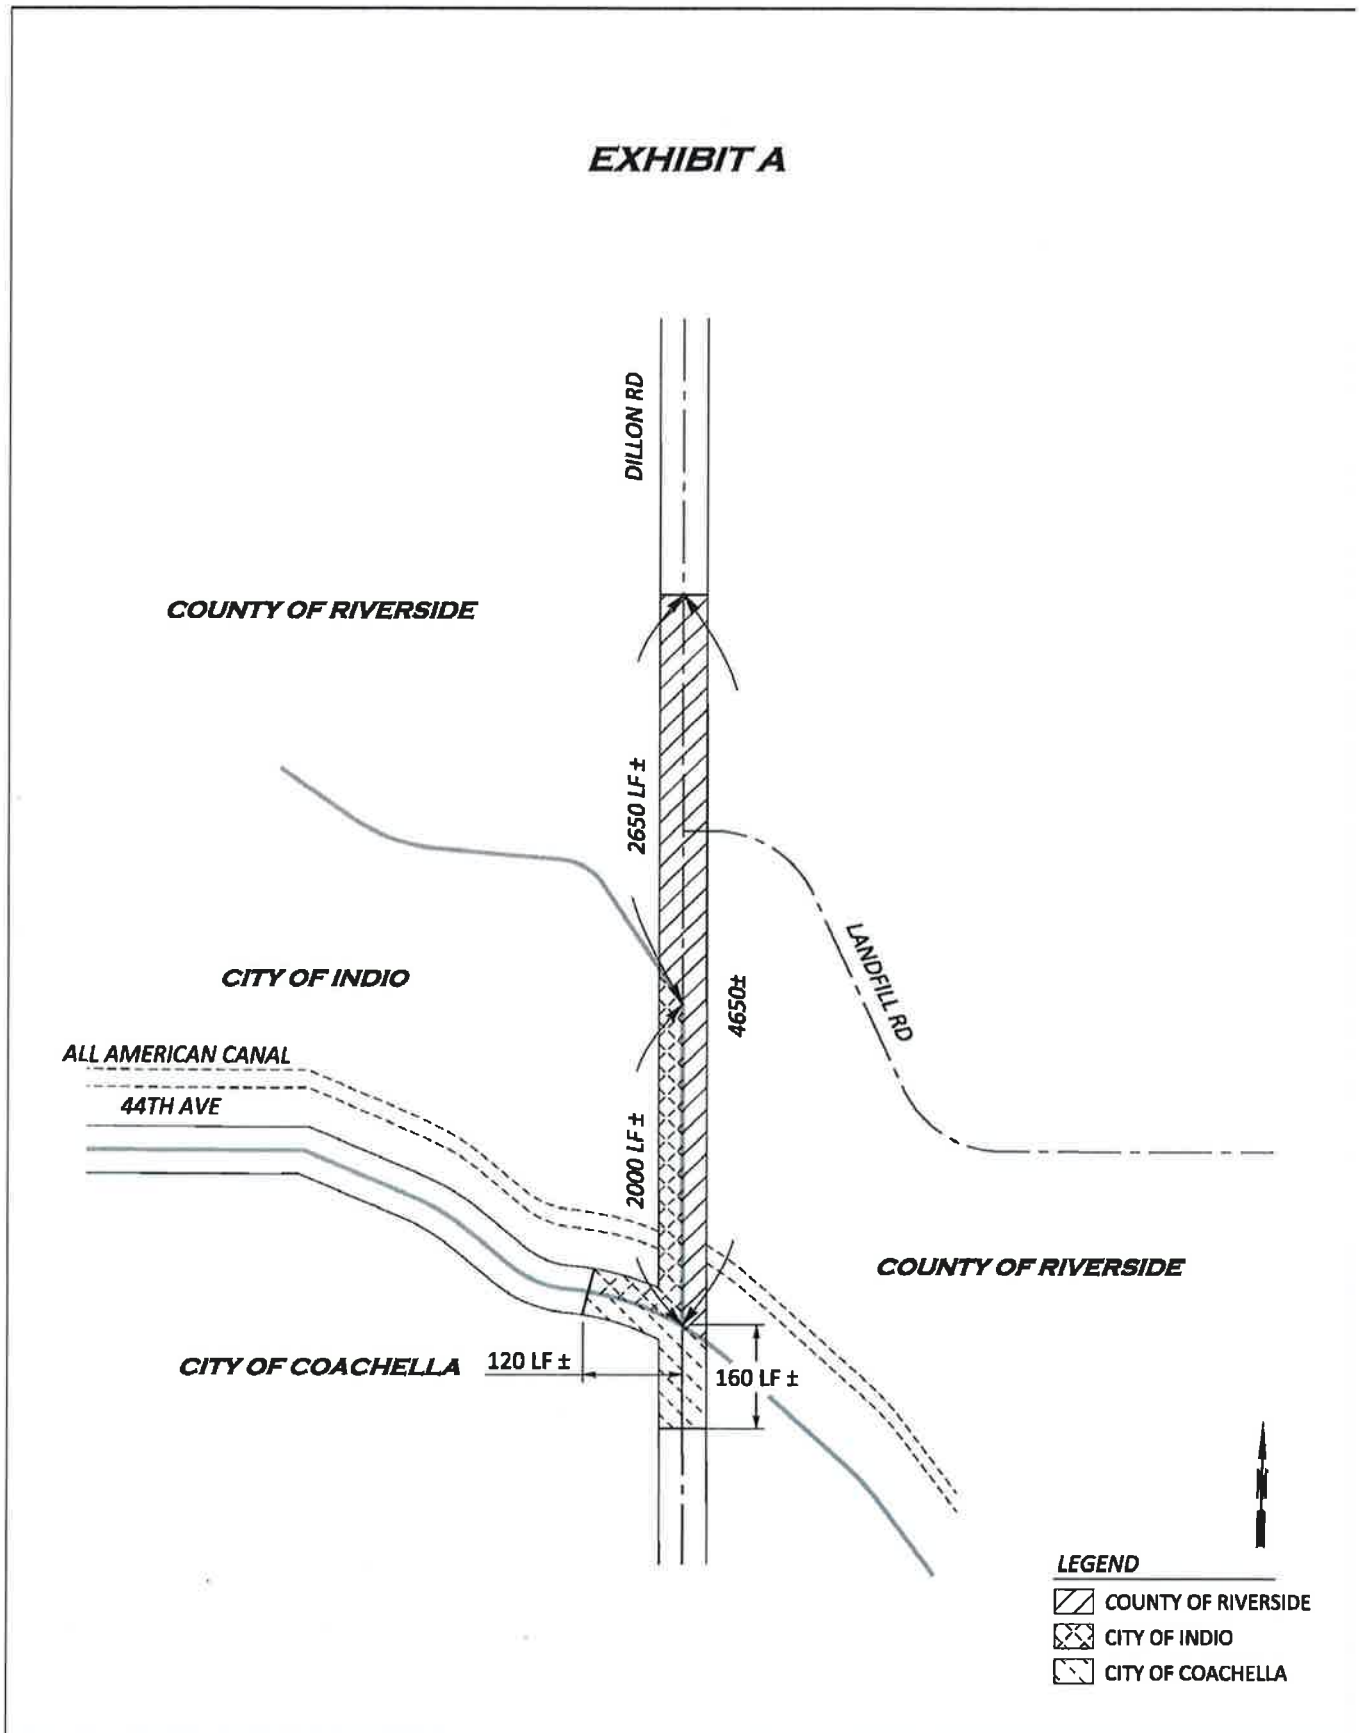 EXHIBIT A
DILLON RD
COUNTY OF RIVERSIDE
2650 LF ±
LANDFILL RD
CITY OF INDIO
4650±
ALL AMERICAN CANAL
44TH AVE
2000 LF ±
COUNTY OF RIVERSIDE
CITY OF COACHELLA
120 LF ±
160 LF ±
LEGEND
COUNTY OF RIVERSIDE
CITY OF INDIO
CITY OF COACHELLA